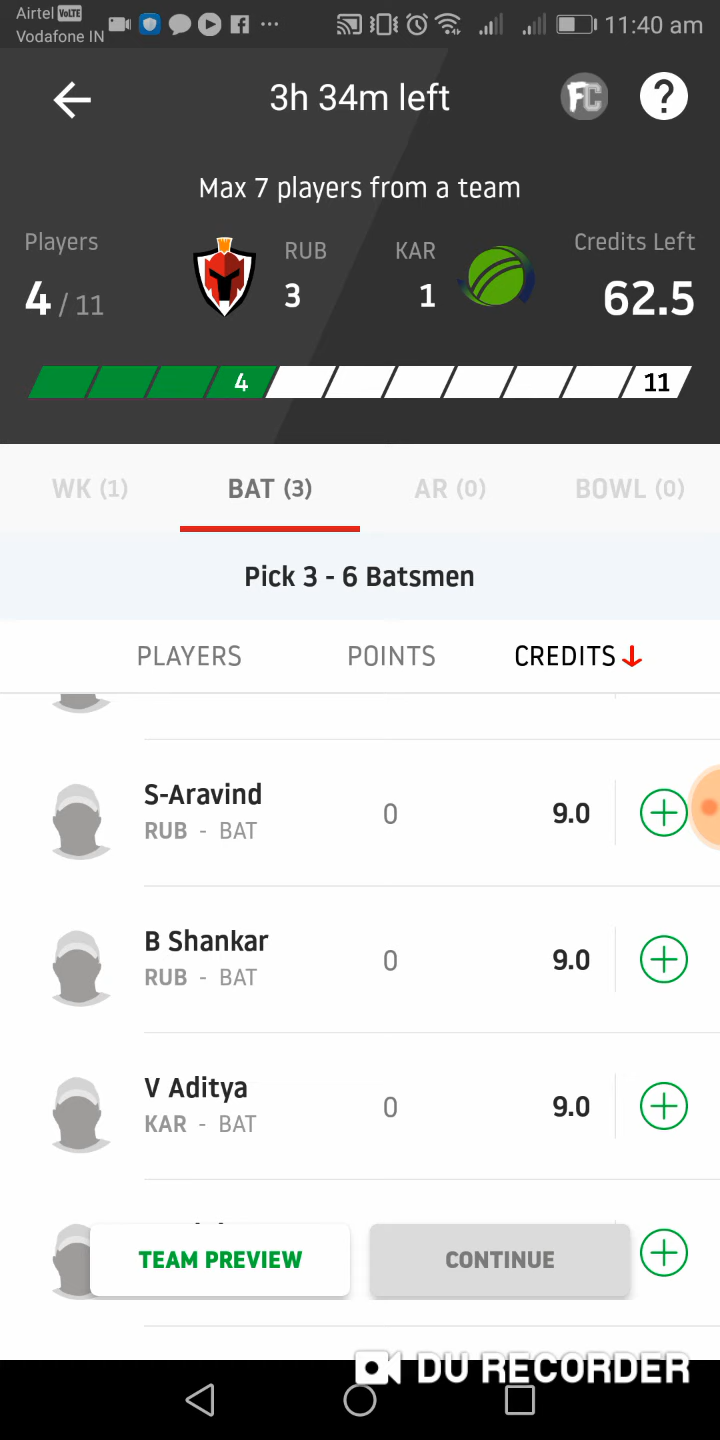 Airtel VoLTE
Vodafone IN
11:40 am
3h 34m left
FC
?
Max 7 players from a team
Players
4 / 11
RUB
3
KAR
1
Credits Left
62.5
4
11
WK (1)
BAT (3)
AR (0)
BOWL (0)
Pick 3 - 6 Batsmen
PLAYERS
POINTS
CREDITS
S-Aravind
RUB - BAT
0
9.0
B Shankar
RUB - BAT
0
9.0
V Aditya
KAR - BAT
0
9.0
TEAM PREVIEW
CONTINUE
DU RECORDER